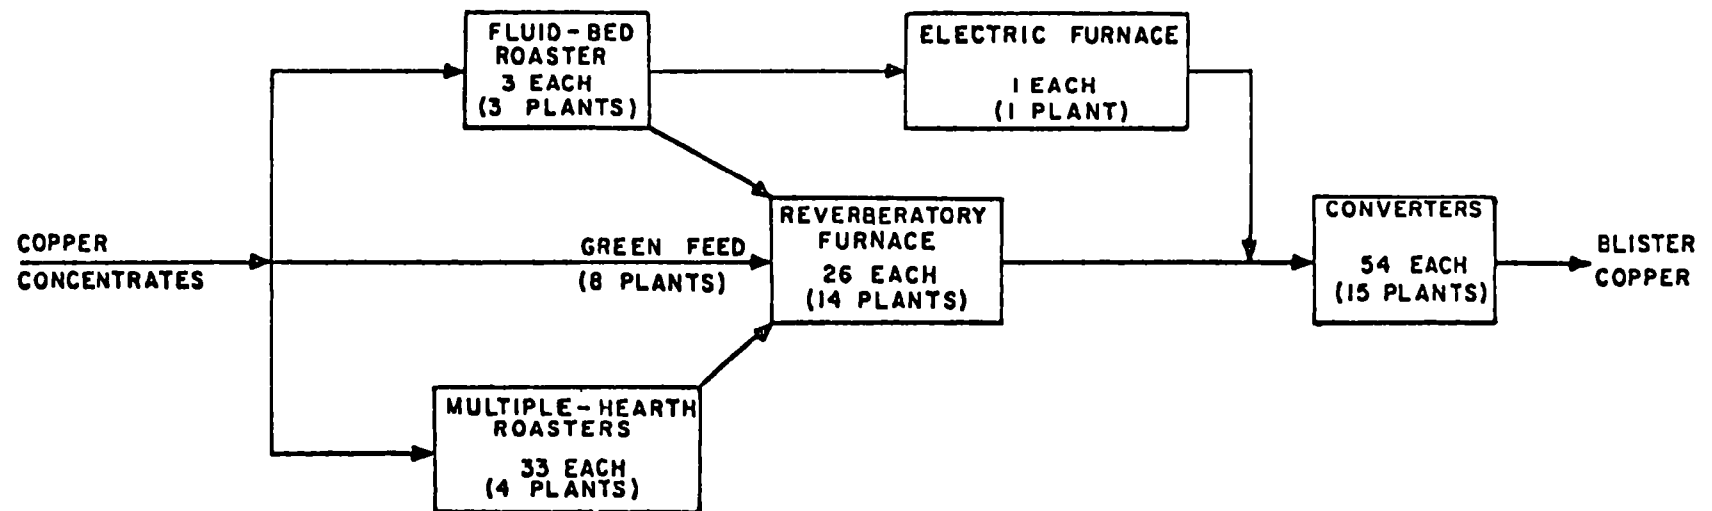 FLUID-BED
ROASTER
3 EACH
(3 PLANTS)
ELECTRIC FURNACE
1 EACH
(1 PLANT)
COPPER
CONCENTRATES
GREEN FEED
(8 PLANTS)
REVERBERATORY
FURNACE
26 EACH
(14 PLANTS)
CONVERTERS
54 EACH
(15 PLANTS)
BLISTER
COPPER
MULTIPLE-HEARTH
ROASTERS
33 EACH
(4 PLANTS)